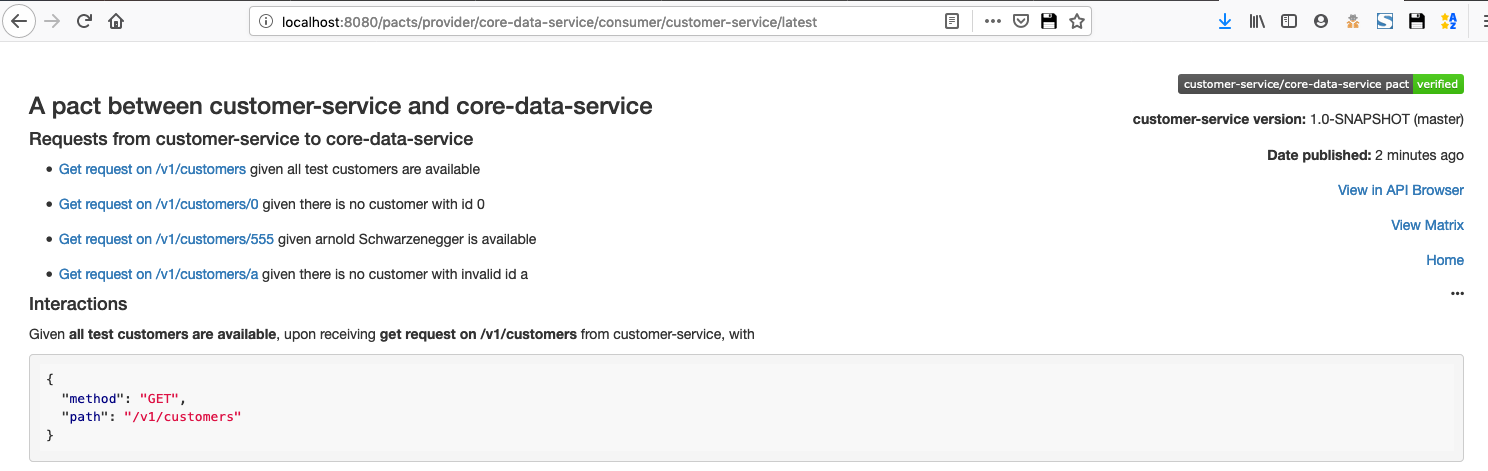 localhost:8080/pacts/provider/core-data-service/consumer/customer-service/latest
customer-service/core-data-service pact verified
A pact between customer-service and core-data-service
customer-service version: 1.0-SNAPSHOT (master)
Requests from customer-service to core-data-service
Date published: 2 minutes ago
Get request on /v1/customers given all test customers are available
View in API Browser
Get request on /v1/customers/0 given there is no customer with id 0
View Matrix
Get request on /v1/customers/555 given arnold Schwarzenegger is available
Home
Get request on /v1/customers/a given there is no customer with invalid id a
Interactions
Given all test customers are available, upon receiving get request on /v1/customers from customer-service, with
{
"method": "GET",
"path": "/v1/customers"
}